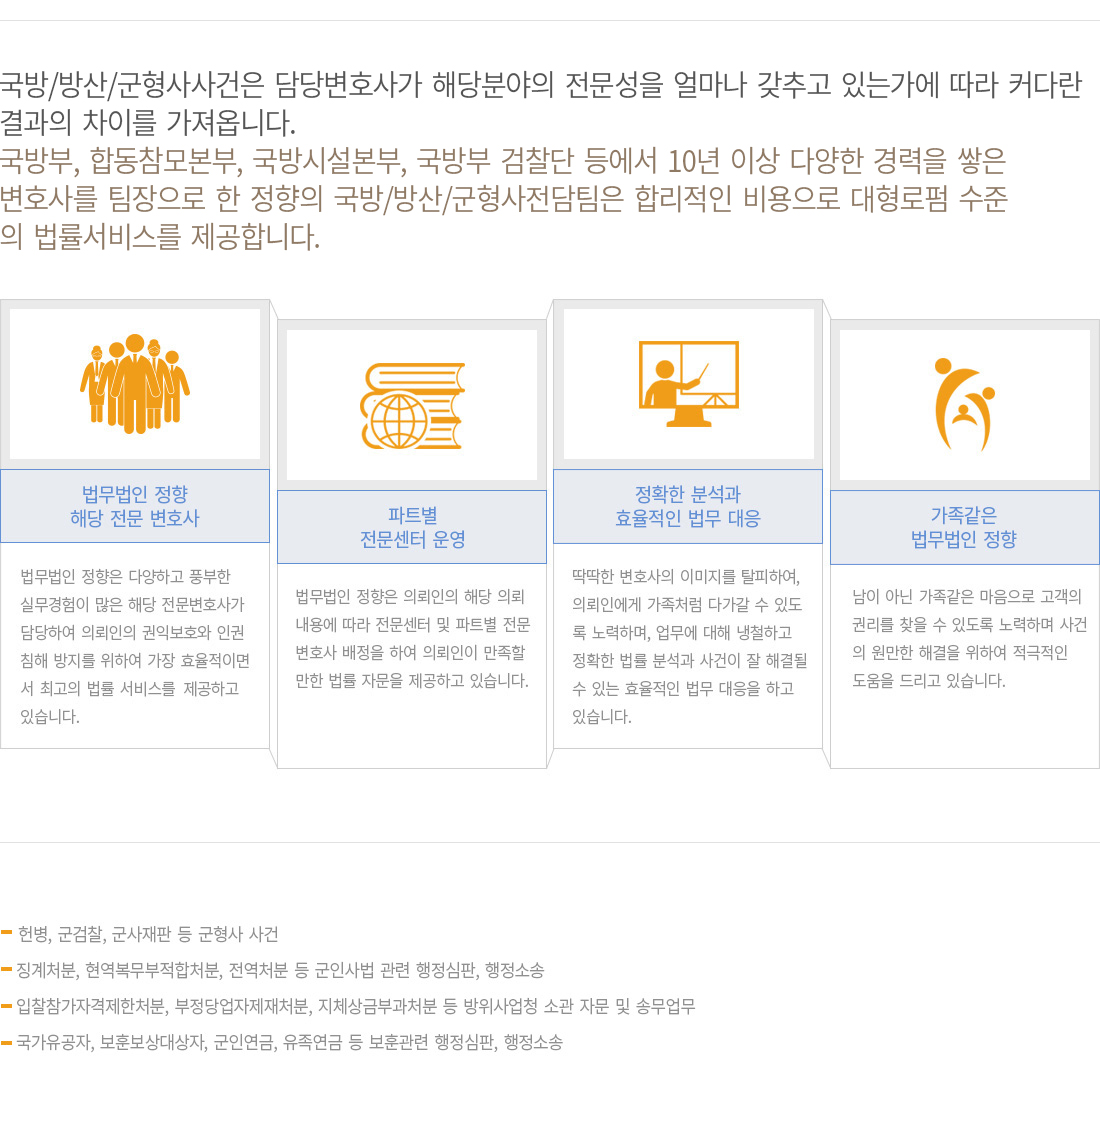 국방/방산/군형사사건은 담당변호사가 해당분야의 전문성을 얼마나 갖추고 있는가에 따라 커다란
결과의 차이를 가져옵니다.
국방부, 합동참모본부, 국방시설본부, 국방부 검찰단 등에서 10년 이상 다양한 경력을 쌓은
변호사를 팀장으로 한 정향의 국방/방산/군형사전담팀은 합리적인 비용으로 대형로펌 수준
의 법률서비스를 제공합니다.
법무법인 정향
해당 전문 변호사
법무법인 정향은 다양하고 풍부한
실무경험이 많은 해당 전문변호사가
담당하여 의뢰인의 권익보호와 인권
침해 방지를 위하여 가장 효율적이면
서 최고의 법률 서비스를 제공하고
있습니다.
파트별
전문센터 운영
법무법인 정향은 의뢰인의 해당 의뢰
내용에 따라 전문센터 및 파트별 전문
변호사 배정을 하여 의뢰인이 만족할
만한 법률 자문을 제공하고 있습니다.
정확한 분석과
효율적인 법무 대응
딱딱한 변호사의 이미지를 탈피하여,
의뢰인에게 가족처럼 다가갈 수 있도
록 노력하며, 업무에 대해 냉철하고
정확한 법률 분석과 사건이 잘 해결될
수 있는 효율적인 법무 대응을 하고
있습니다.
가족같은
법무법인 정향
남이 아닌 가족같은 마음으로 고객의
권리를 찾을 수 있도록 노력하며 사건
의 원만한 해결을 위하여 적극적인
도움을 드리고 있습니다.
헌병, 군검찰, 군사재판 등 군형사 사건
징계처분, 현역복무부적합처분, 전역처분 등 군인사법 관련 행정심판, 행정소송
입찰참가자격제한처분, 부정당업자제재처분, 지체상금부과처분 등 방위사업청 소관 자문 및 송무업무
국가유공자, 보훈보상대상자, 군인연금, 유족연금 등 보훈관련 행정심판, 행정소송